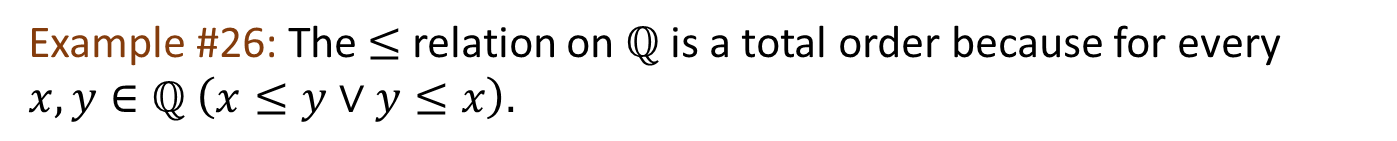 Example #26: The ≤ relation on ℚ is a total order because for every
𝑥, 𝑦 ∈ ℚ (𝑥 ≤ 𝑦 ∨ 𝑦 ≤ 𝑥).